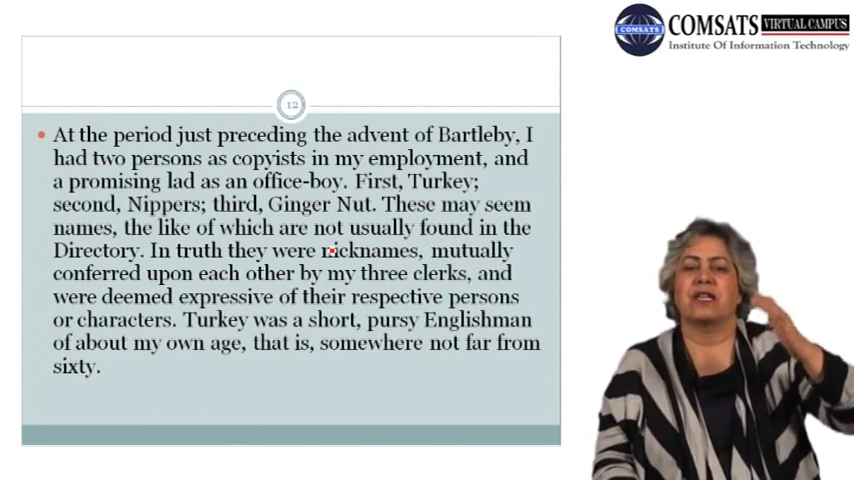 COMSATS VIRTUAL CAMPUS
COMSATS
Institute Of Information Technology
12
At the period just preceding the advent of Bartleby, I
had two persons as copyists in my employment, and
a promising lad as an office-boy. First, Turkey;
second, Nippers; third, Ginger Nut. These may seem
names, the like of which are not usually found in the
Directory. In truth they were nicknames, mutually
conferred upon each other by my three clerks, and
were deemed expressive of their respective persons
or characters. Turkey was a short, pursy Englishman
of about my own age, that is, somewhere not far from
sixty.